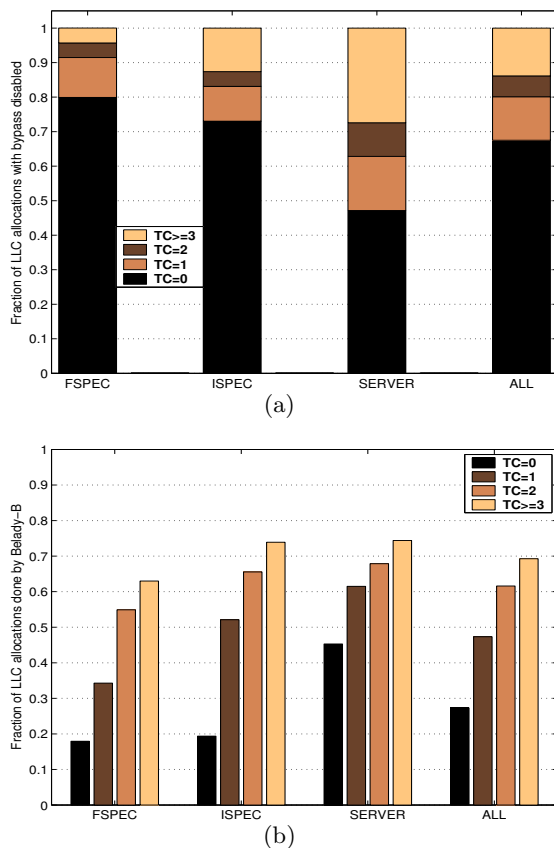 Fraction of LLC allocations with bypass disabled
1
0.9
0.8
0.7
0.6
0.5
0.4
0.3
0.2
0.1
0
TC>=3
TC=2
TC=1
TC=0
FSPEC ISPEC SERVER ALL
(a)
Fraction of LLC allocations done by Belady-B
1
0.9
0.8
0.7
0.6
0.5
0.4
0.3
0.2
0.1
0
TC=0
TC=1
TC=2
TC>=3
FSPEC ISPEC SERVER ALL
(b)